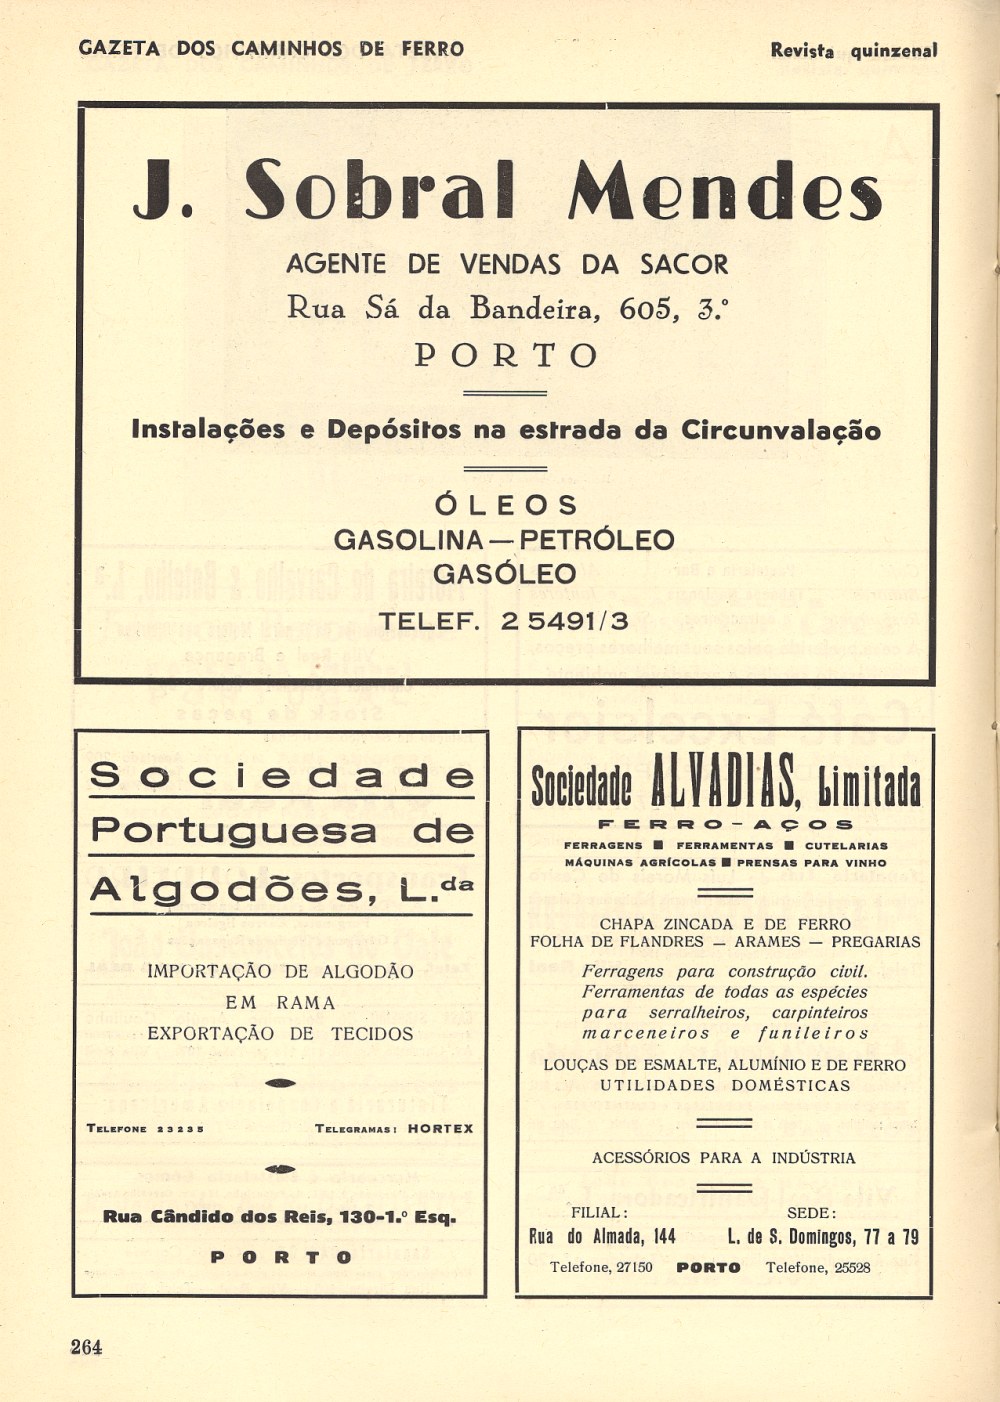 GAZETA DOS CAMINHOS DE FERRO
Revista quinzenal
J. Sobral Mendes
AGENTE DE VENDAS DA SACOR
Rua Sá da Bandeira, 605, 3.º
PORTO
Instalações e Depósitos na estrada da Circunvalação
ÓLEOS
GASOLINA — PETRÓLEO
GASÓLEO
TELEF. 2 5491/3
Sociedade
Portuguesa de
Algodões, L.da
IMPORTAÇÃO DE ALGODÃO
EM RAMA
EXPORTAÇÃO DE TECIDOS
TELEFONE 23235 TELEGRAMAS: HORTEX
Rua Cândido dos Reis, 130-1.º Esq.
PORTO
Sociedade ALVADIAS, Limitada
FERRO-AÇOS
FERRAGENS ■ FERRAMENTAS ■ CUTELARIAS
MÁQUINAS AGRÍCOLAS ■ PRENSAS PARA VINHO
CHAPA ZINCADA E DE FERRO
FOLHA DE FLANDRES — ARAMES — PREGARIAS
Ferragens para construção civil.
Ferramentas de todas as espécies
para serralheiros, carpinteiros
marceneiros e funileiros
LOUÇAS DE ESMALTE, ALUMÍNIO E DE FERRO
UTILIDADES DOMÉSTICAS
ACESSÓRIOS PARA A INDÚSTRIA
FILIAL: SEDE:
Rua do Almada, 144 L. de S. Domingos, 77 a 79
Telefone, 27150 PORTO Telefone, 25528
264